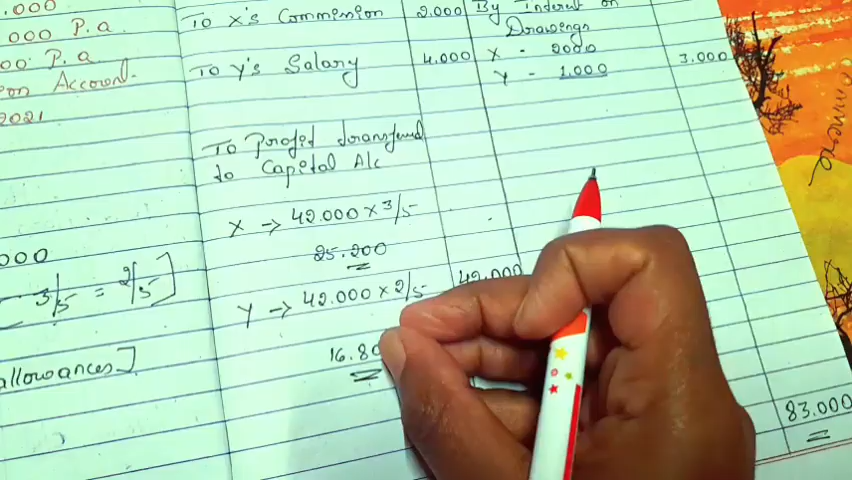 .000
.000 P.a
00 P.a
on Account.
2021
000
3/5 = 2/5]
allowances]
To X's Commission 2.000
To Y's Salary 4.000
To Profit transferred
to Capital A/c
X → 42.000 x 3/5
25.200
Y → 42.000 x 2/5 42.000
16.80
By Interest on
Drawings
X - 2000
Y - 1.000 3.000
83.000